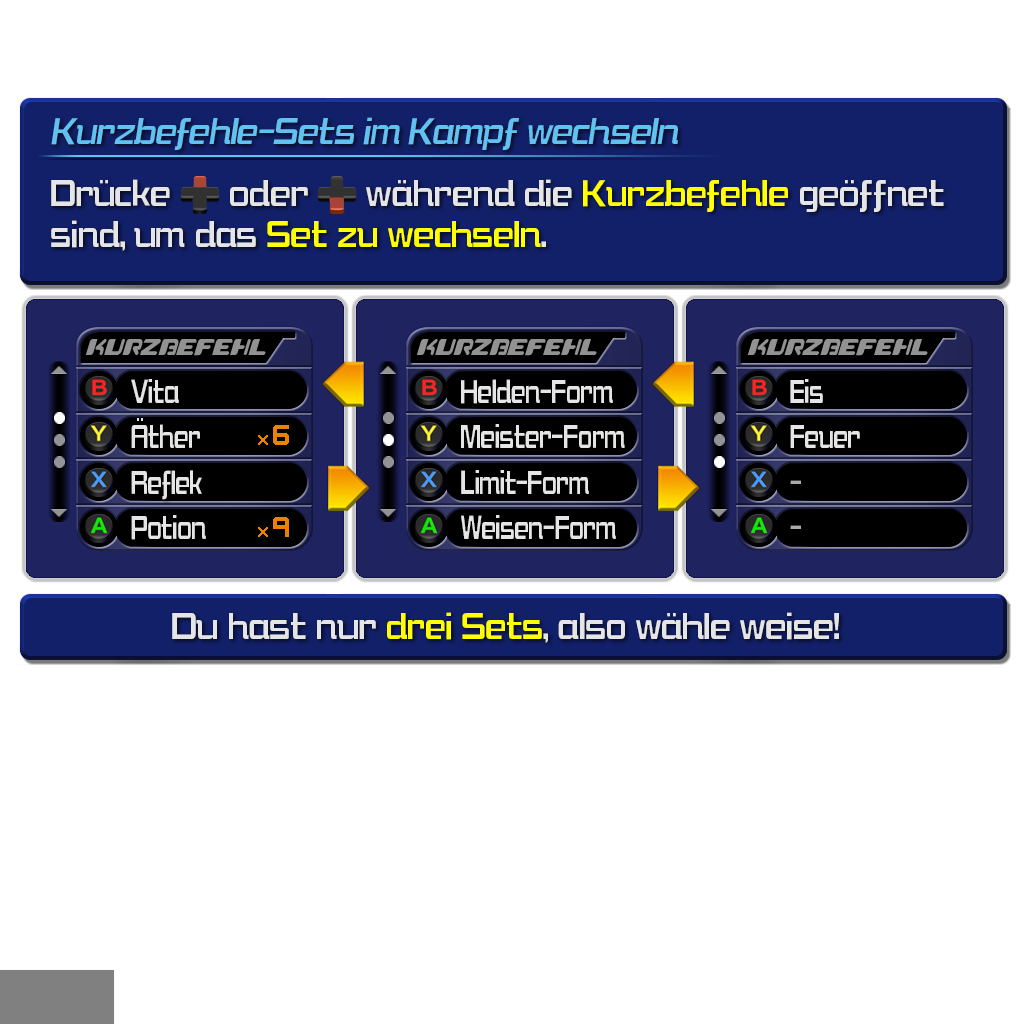 Kurzbefehle-Sets im Kampf wechseln
Drücke oder während die Kurzbefehle geöffnet
sind, um das Set zu wechseln.
KURZBEFEHL
B Vita
Y Äther ×6
X Reflek
A Potion ×9
KURZBEFEHL
B Helden-Form
Y Meister-Form
X Limit-Form
A Weisen-Form
KURZBEFEHL
B Eis
Y Feuer
X -
A -
Du hast nur drei Sets, also wähle weise!